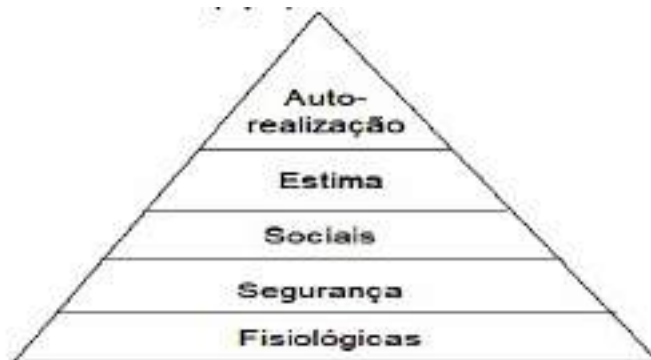 Auto-
realização
Estima
Sociais
Segurança
Fisiológicas